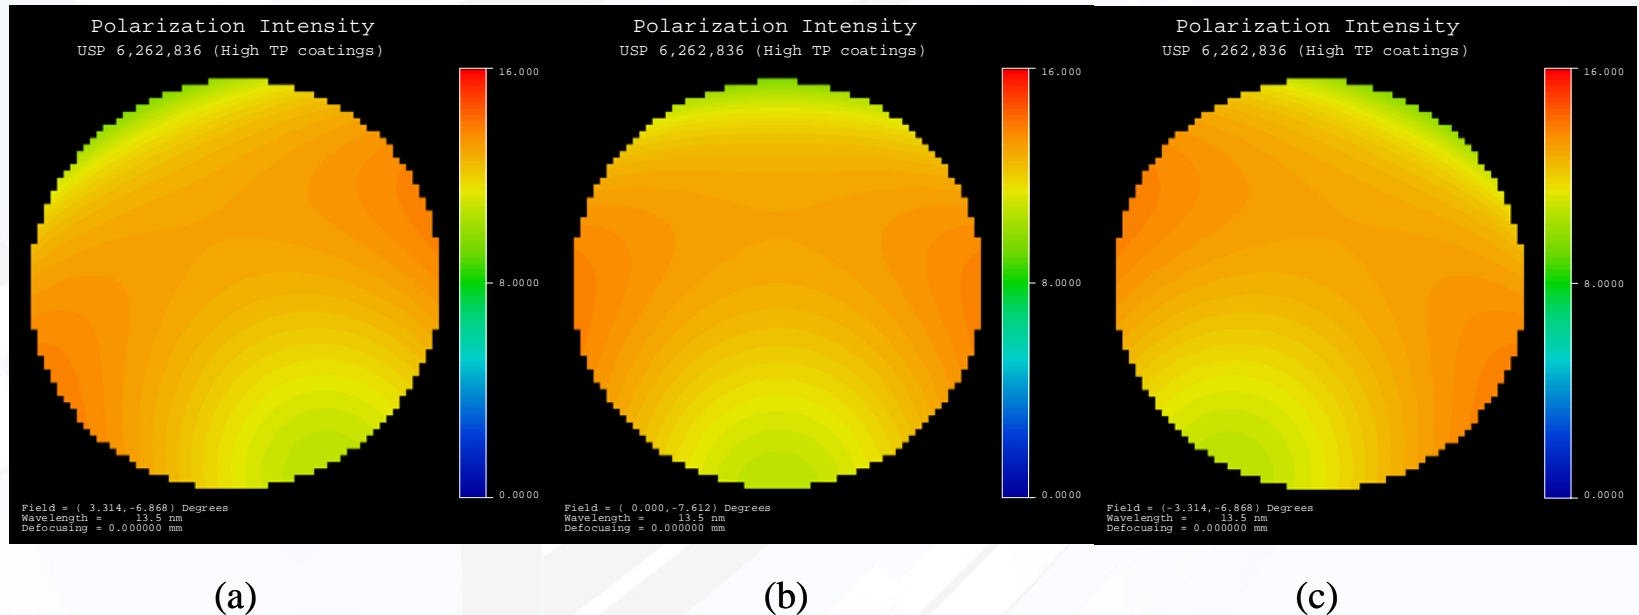 Polarization Intensity
USP 6,262,836 (High TP coatings)
16.000
8.0000
0.0000
Field = ( 3.314,-6.868) Degrees
Wavelength = 13.5 nm
Defocusing = 0.000000 mm
Polarization Intensity
USP 6,262,836 (High TP coatings)
16.000
8.0000
0.0000
Field = ( 0.000,-7.612) Degrees
Wavelength = 13.5 nm
Defocusing = 0.000000 mm
Polarization Intensity
USP 6,262,836 (High TP coatings)
16.000
8.0000
0.0000
Field = (-3.314,-6.868) Degrees
Wavelength = 13.5 nm
Defocusing = 0.000000 mm
(a)
(b)
(c)